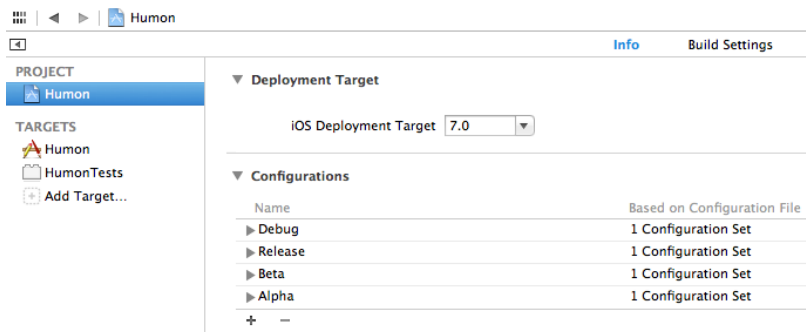 Humon
Info Build Settings
PROJECT
Humon
TARGETS
Humon
HumonTests
Add Target...
Deployment Target
iOS Deployment Target 7.0
Configurations
Name Based on Configuration File
Debug 1 Configuration Set
Release 1 Configuration Set
Beta 1 Configuration Set
Alpha 1 Configuration Set